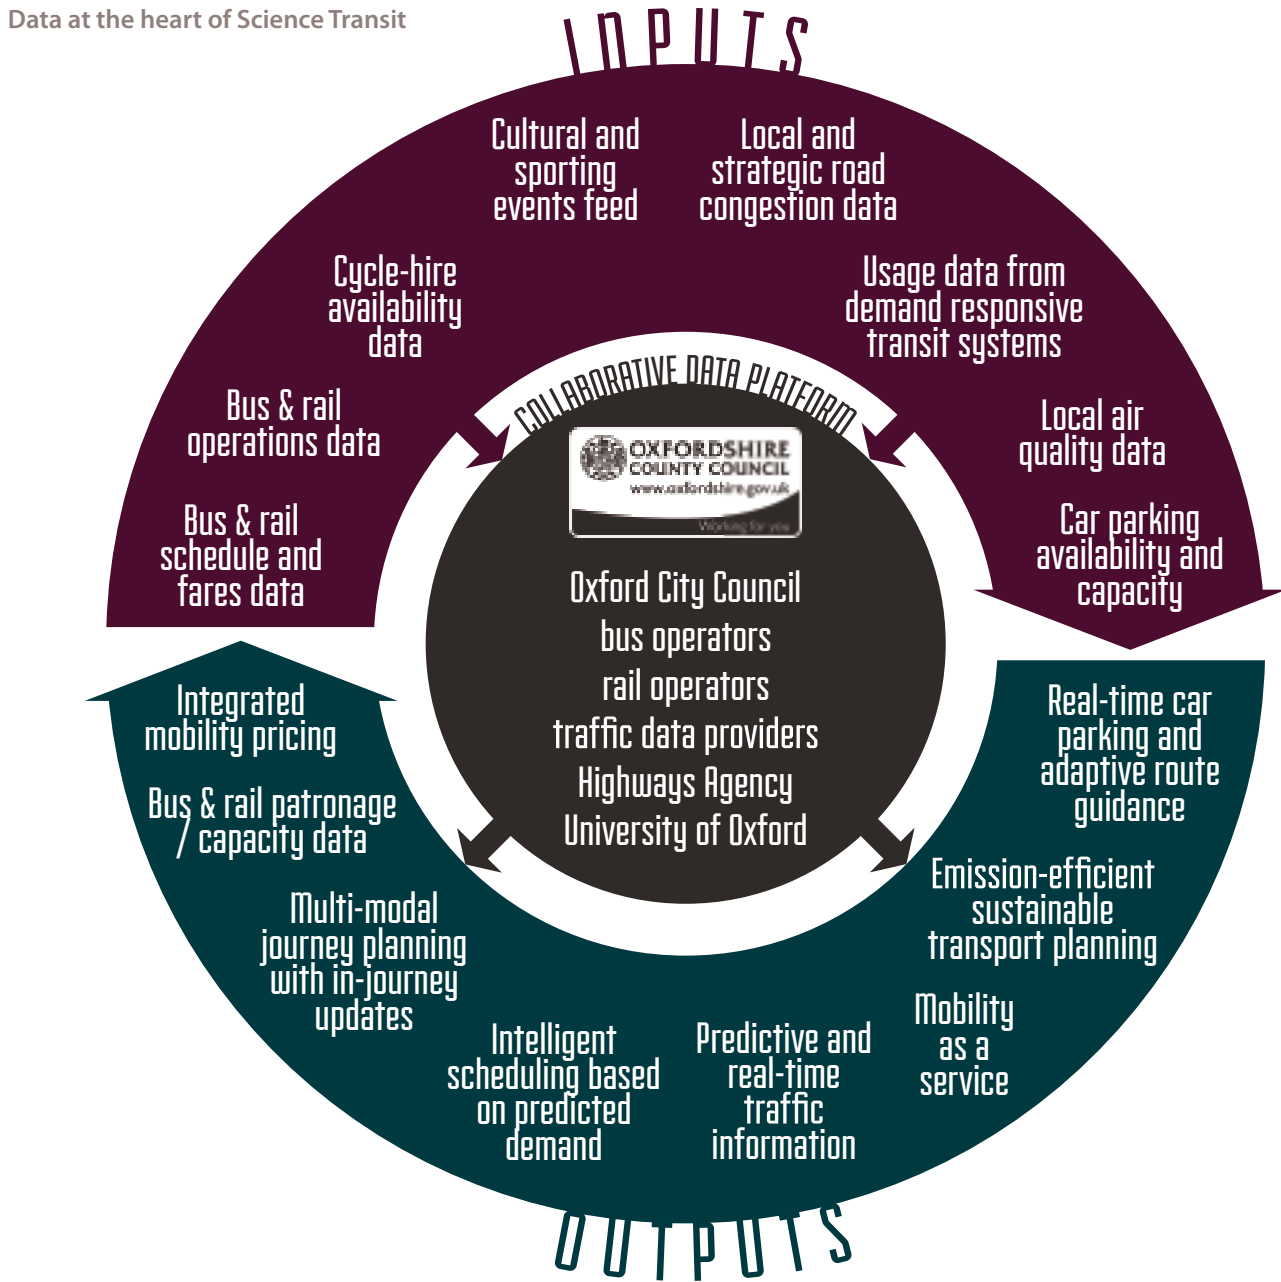 Data at the heart of Science Transit
INPUTS
Cultural and
sporting
events feed
Local and
strategic road
congestion data
Cycle-hire
availability
data
Usage data from
demand responsive
transit systems
Bus & rail
operations data
Local air
quality data
Bus & rail
schedule and
fares data
Car parking
availability and
capacity
COLLABORATIVE DATA PLATFORM
OXFORDSHIRE
COUNTY COUNCIL
www.oxfordshire.gov.uk
Working for you
Oxford City Council
bus operators
rail operators
traffic data providers
Highways Agency
University of Oxford
Integrated
mobility pricing
Bus & rail patronage
/ capacity data
Multi-modal
journey planning
with in-journey
updates
Intelligent
scheduling based
on predicted
demand
Predictive and
real-time
traffic
information
Mobility
as a
service
Emission-efficient
sustainable
transport planning
Real-time car
parking and
adaptive route
guidance
OUTPUTS